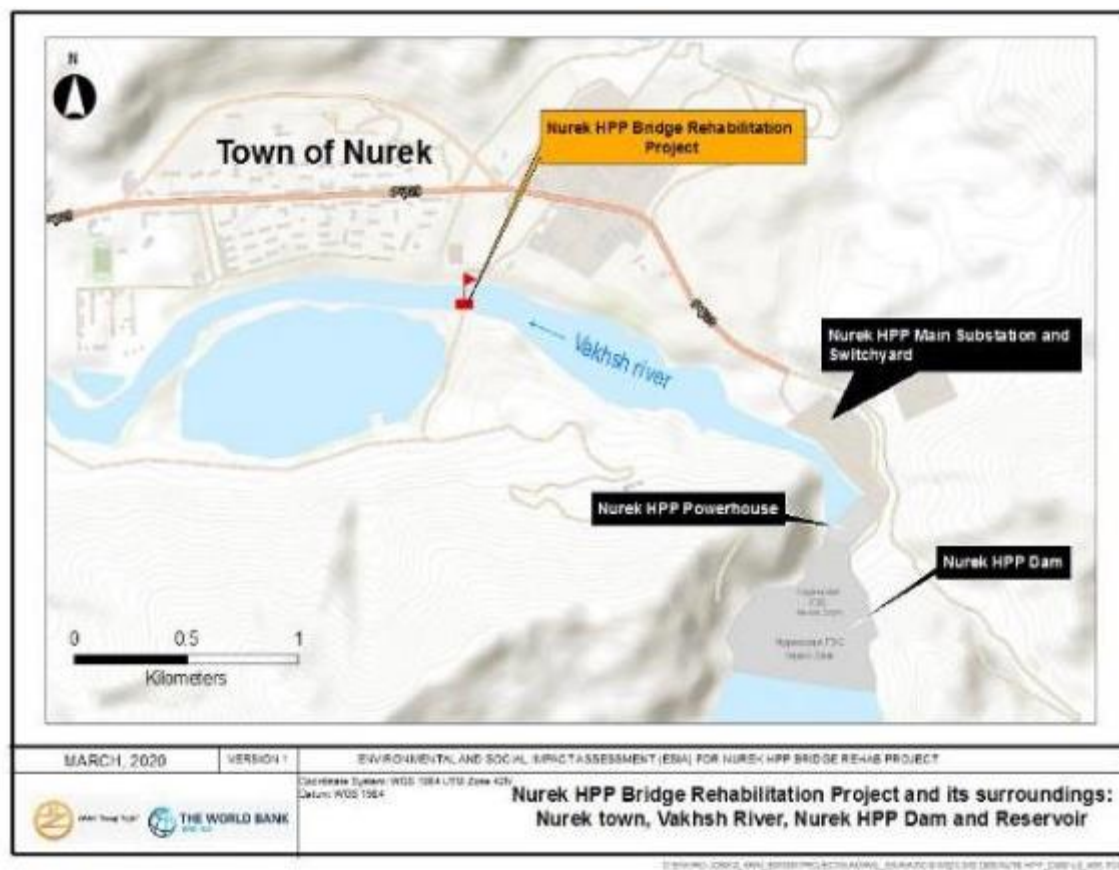 N
Nurek HPP Bridge Rehabilitation
Project
Town of Nurek
Vakhsh river
Nurek HPP Main Substation and
Switchyard
Nurek HPP Powerhouse
Nurek HPP Dam
0 0.5 1
Kilometers
MARCH, 2020
VERSION 1
ENVIRONMENTAL AND SOCIAL IMPACT ASSESSMENT (ESIA) FOR NUREK HPP BRIDGE REHAB PROJECT
Coordinate System: WGS 1984 UTM Zone 42N
Datum: WGS 1984
THE WORLD BANK
Nurek HPP Bridge Rehabilitation Project and its surroundings:
Nurek town, Vakhsh River, Nurek HPP Dam and Reservoir